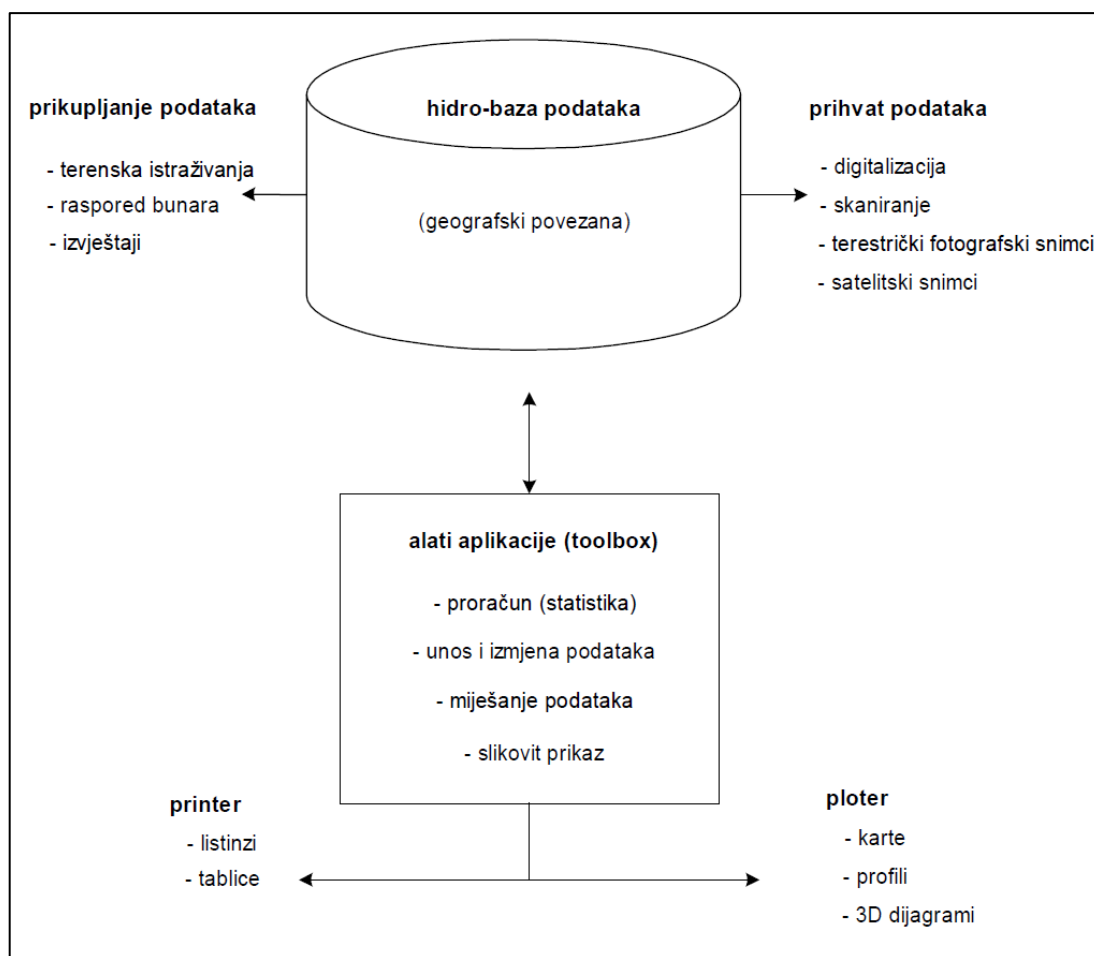 prikupljanje podataka
- terenska istraživanja
- raspored bunara
- izvještaji
hidro-baza podataka
(geografski povezana)
prihvat podataka
- digitalizacija
- skaniranje
- terestrički fotografski snimci
- satelitski snimci
alati aplikacije (toolbox)
- proračun (statistika)
- unos i izmjena podataka
- miješanje podataka
- slikovit prikaz
printer
- listinzi
- tablice
ploter
- karte
- profili
- 3D dijagrami